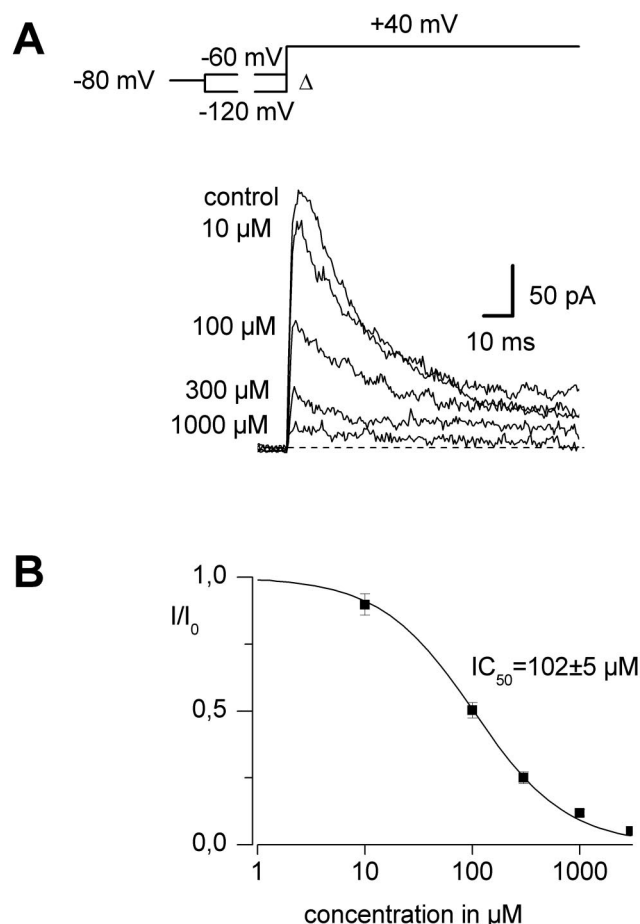 A
+40 mV
-60 mV
-80 mV
Δ
-120 mV
control
10 µM
50 pA
100 µM
10 ms
300 µM
1000 µM
B
1,0
I/I₀
IC₅₀=102±5 µM
0,5
0,0
1 10 100 1000
concentration in µM